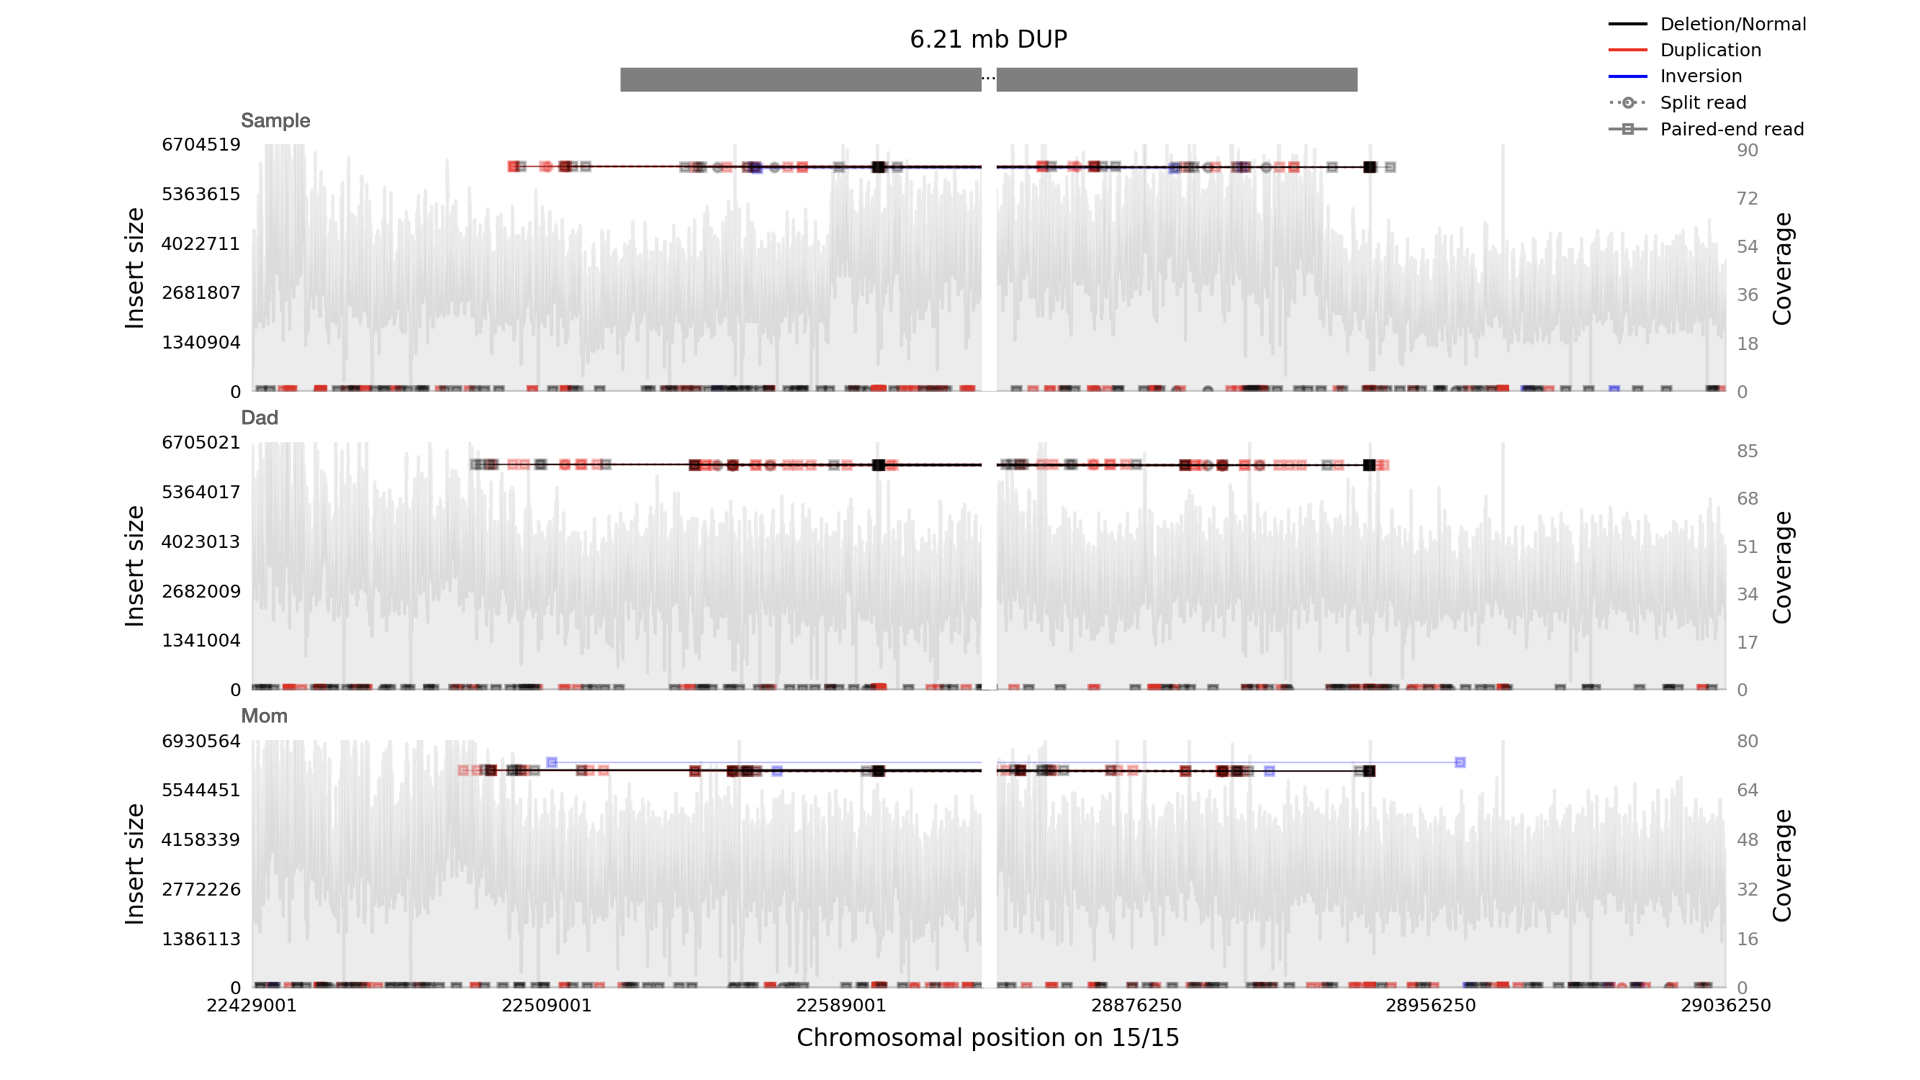 6.21 mb DUP
...
Deletion/Normal
Duplication
Inversion
Split read
Paired-end read
Sample
Insert size
6704519
5363615
4022711
2681807
1340904
0
90
72
54
36
18
0
Coverage
Dad
Insert size
6705021
5364017
4023013
2682009
1341004
0
85
68
51
34
17
0
Coverage
Mom
Insert size
6930564
5544451
4158339
2772226
1386113
0
80
64
48
32
16
0
Coverage
22429001 22509001 22589001 28876250 28956250 29036250
Chromosomal position on 15/15